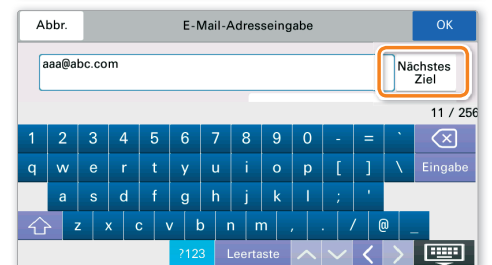 Abbr. E-Mail-Adresseingabe OK
aaa@abc.com
Nächstes
Ziel
11 / 256
1 2 3 4 5 6 7 8 9 0 - = `
q w e r t y u i o p [ ] \ Eingabe
a s d f g h j k l ; '
z x c v b n m , . / @ _
?123 Leertaste